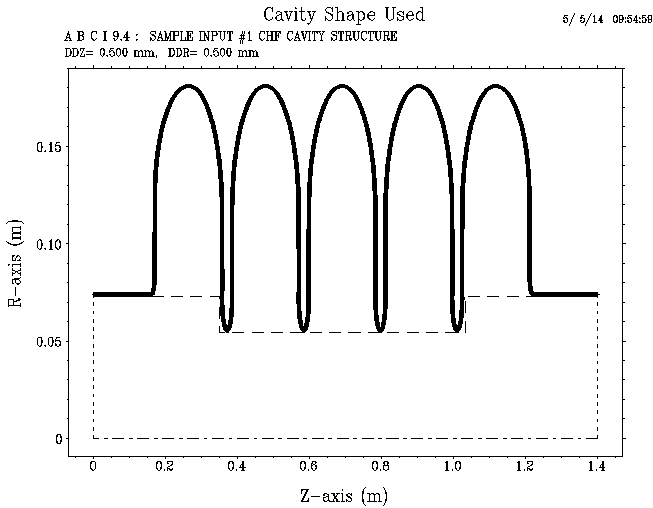 Cavity Shape Used
5/ 5/14 09:54:59
A B C I 9.4 : SAMPLE INPUT #1 CHF CAVITY STRUCTURE
DDZ= 0.500 mm, DDR= 0.500 mm
0.15
0.10
0.05
0
R-axis (m)
0 0.2 0.4 0.6 0.8 1.0 1.2 1.4
Z-axis (m)